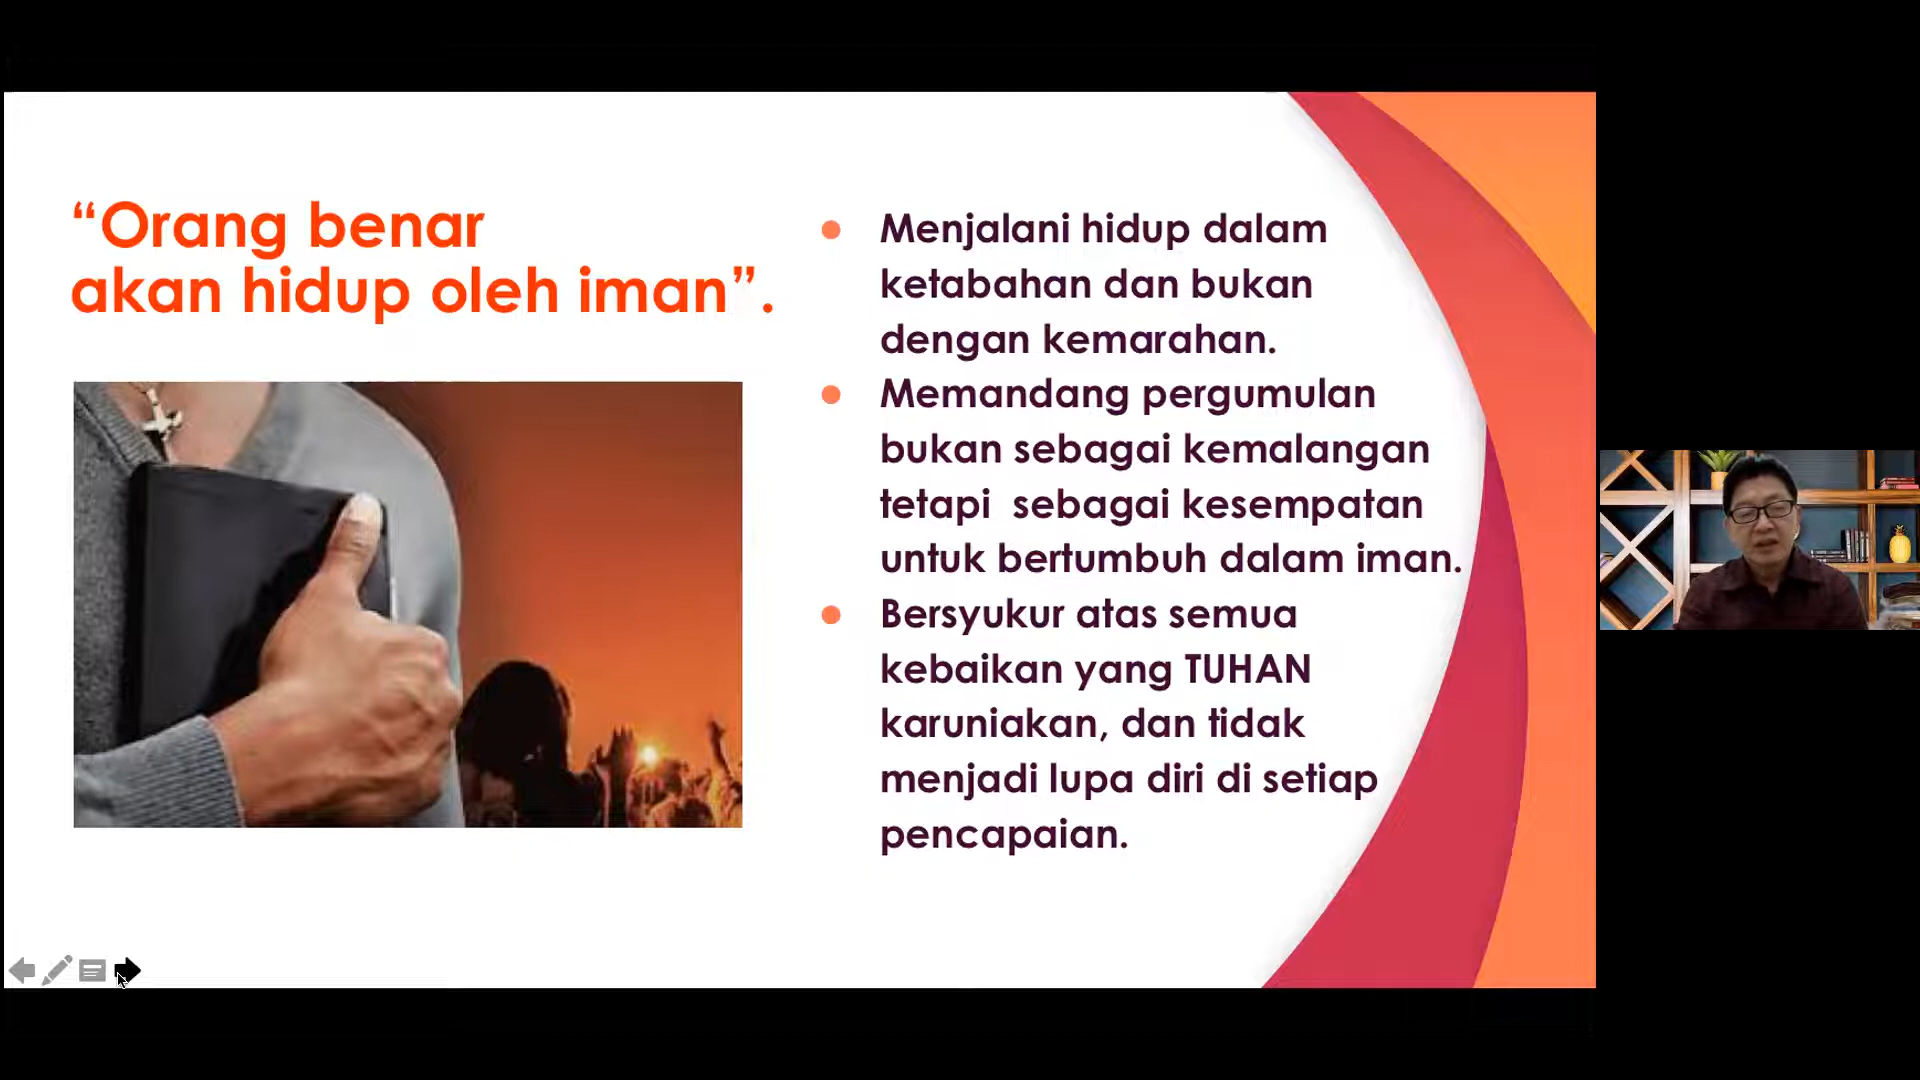 “Orang benar
akan hidup oleh iman”.
Menjalani hidup dalam
ketabahan dan bukan
dengan kemarahan.
Memandang pergumulan
bukan sebagai kemalangan
tetapi  sebagai kesempatan
untuk bertumbuh dalam iman.
Bersyukur atas semua
kebaikan yang TUHAN
karuniakan, dan tidak
menjadi lupa diri di setiap
pencapaian.